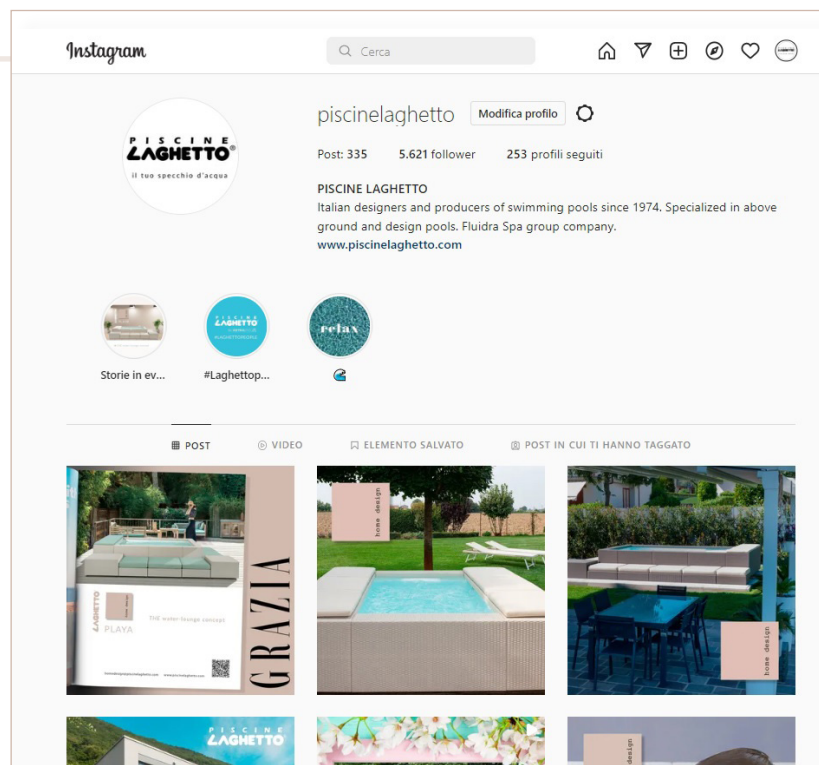 Instagram
Cerca
piscinelaghetto
Modifica profilo
Post: 335 5.621 follower 253 profili seguiti
PISCINE LAGHETTO
Italian designers and producers of swimming pools since 1974. Specialized in above
ground and design pools. Fluidra Spa group company.
www.piscinelaghetto.com
PISCINE
LAGHETTO®
il tuo specchio d'acqua
PISCINE
LAGHETTO
relax
Storie in ev... #Laghettop...
POST VIDEO ELEMENTO SALVATO POST IN CUI TI HANNO TAGGATO
LAGHETTO
PLAYA
THE water-lounge concept
GRAZIA
home design
home design
PISCINE
LAGHETTO
home design